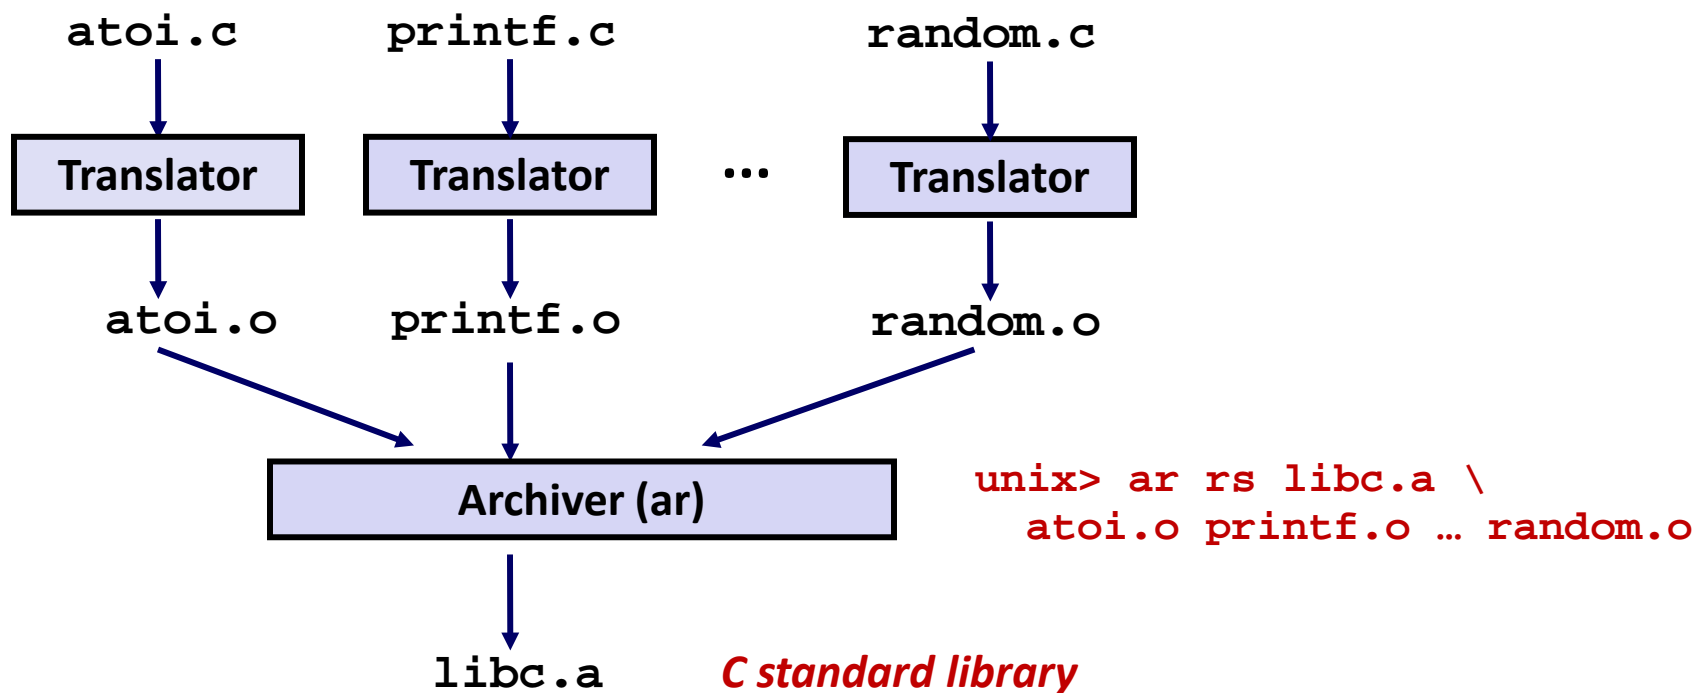 atoi.c printf.c random.c
Translator Translator ... Translator
atoi.o printf.o random.o
Archiver (ar)
unix> ar rs libc.a \
atoi.o printf.o … random.o
libc.a C standard library